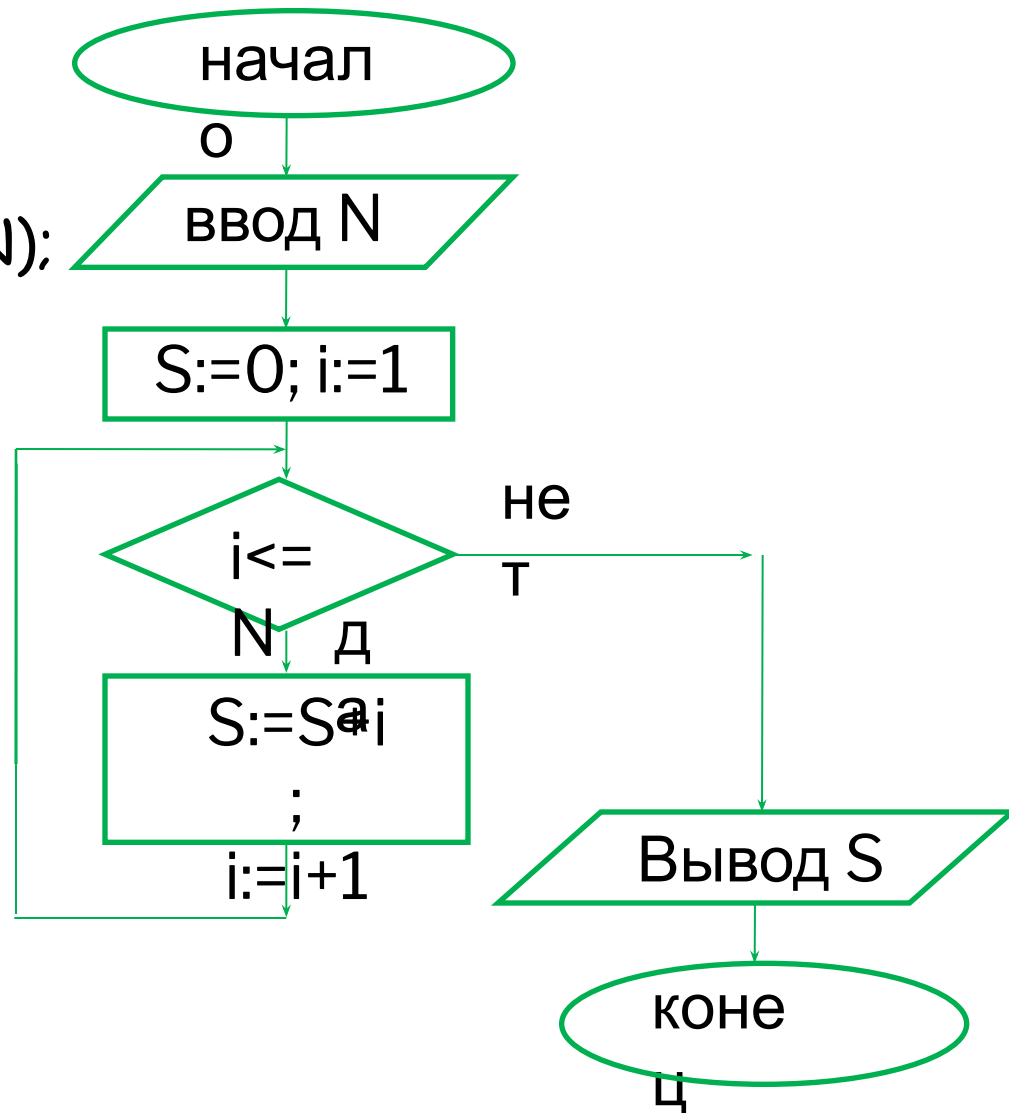 начал
о
ввод N
N);
S:=0; i:=1
i<=
N
не
т
д
а
S:=S+i
;
i:=i+1
Вывод S
коне
ц